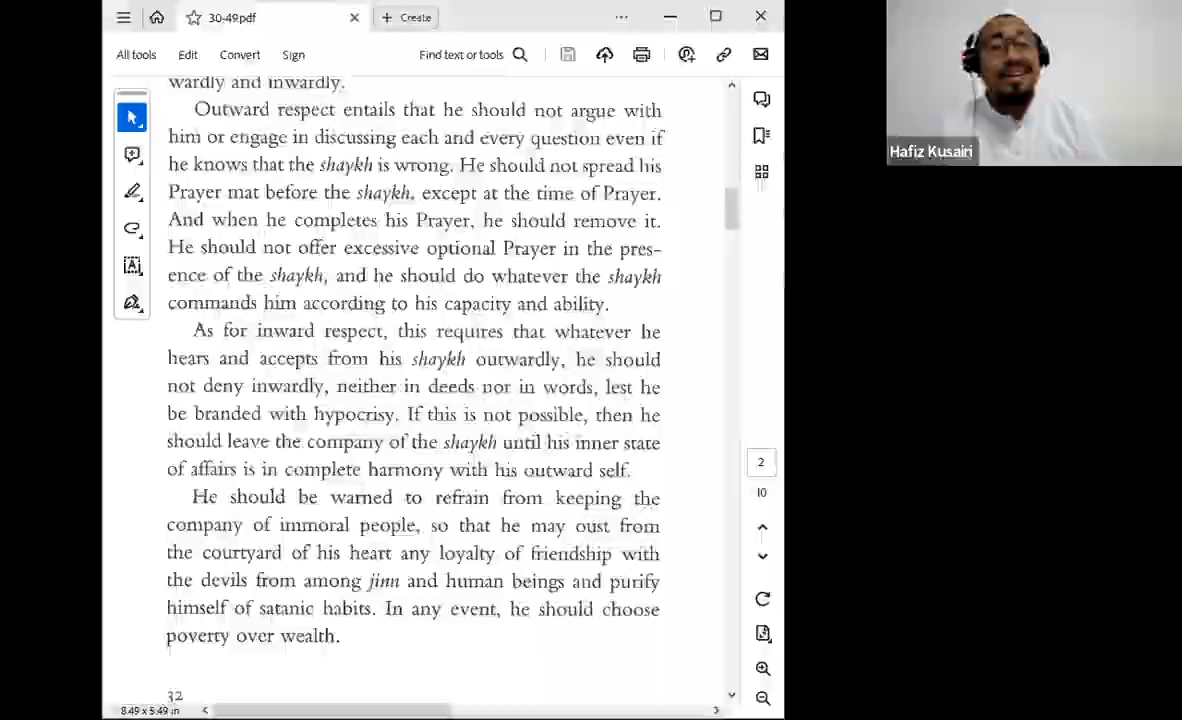 30-49.pdf
Create
All tools Edit Convert Sign Find text or tools
wardly and inwardly.
Outward respect entails that he should not argue with
him or engage in discussing each and every question even if
he knows that the shaykh is wrong. He should not spread his
Prayer mat before the shaykh, except at the time of Prayer.
And when he completes his Prayer, he should remove it.
He should not offer excessive optional Prayer in the pres-
ence of the shaykh, and he should do whatever the shaykh
commands him according to his capacity and ability.
As for inward respect, this requires that whatever he
hears and accepts from his shaykh outwardly, he should
not deny inwardly, neither in deeds nor in words, lest he
be branded with hypocrisy. If this is not possible, then he
should leave the company of the shaykh until his inner state
of affairs is in complete harmony with his outward self.
He should be warned to refrain from keeping the
company of immoral people, so that he may oust from
the courtyard of his heart any loyalty of friendship with
the devils from among jinn and human beings and purify
himself of satanic habits. In any event, he should choose
poverty over wealth.
32
8.49 x 5.49 in
2
10
Hafiz Kusairi